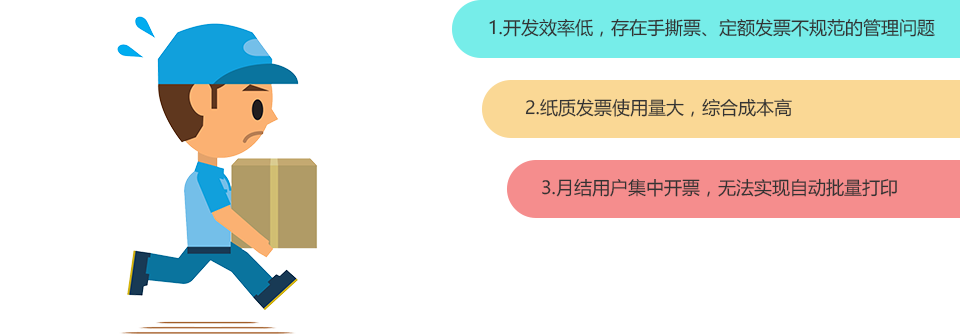 1.开发效率低，存在手撕票、定额发票不规范的管理问题
2.纸质发票使用量大，综合成本高
3.月结用户集中开票，无法实现自动批量打印